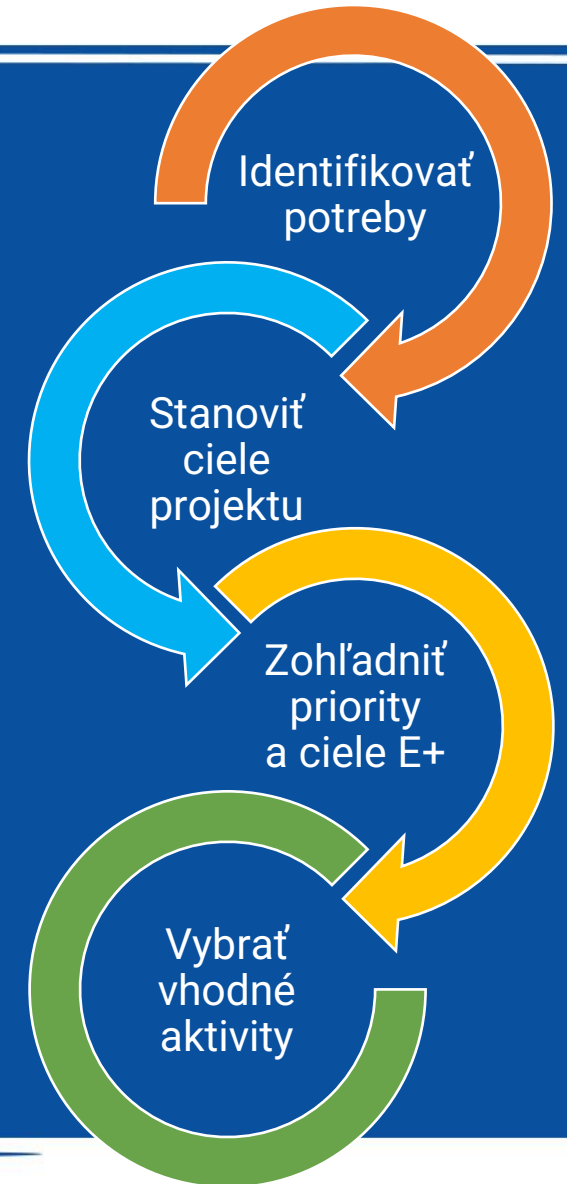 Identifikovať
potreby
Stanoviť
ciele
projektu
Zohľadniť
priority
a ciele E+
Vybrať
vhodné
aktivity